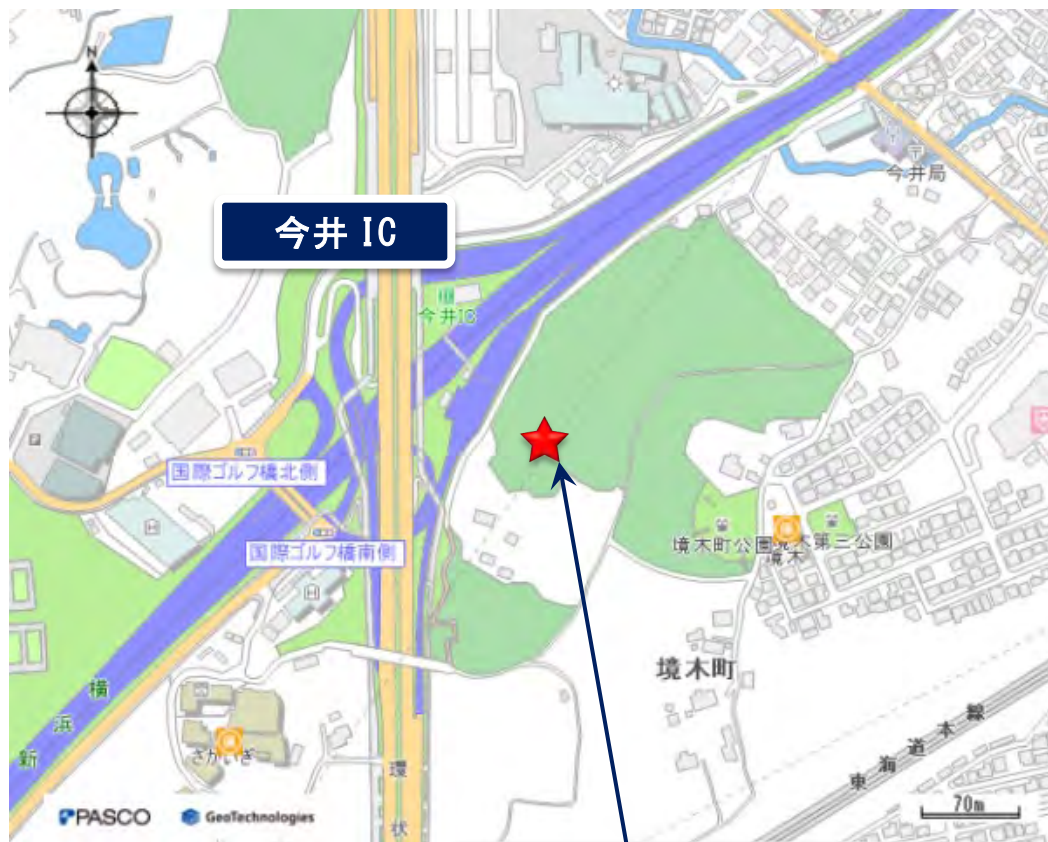 N
今井局
今井 IC
今井IC
国際ゴルフ橋北側
国際ゴルフ橋南側
境木町公園
境木第三公園
境木
境木町
新横浜
さかいぎ
環状
東海道本線
PASCO
GeoTechnologies
70m